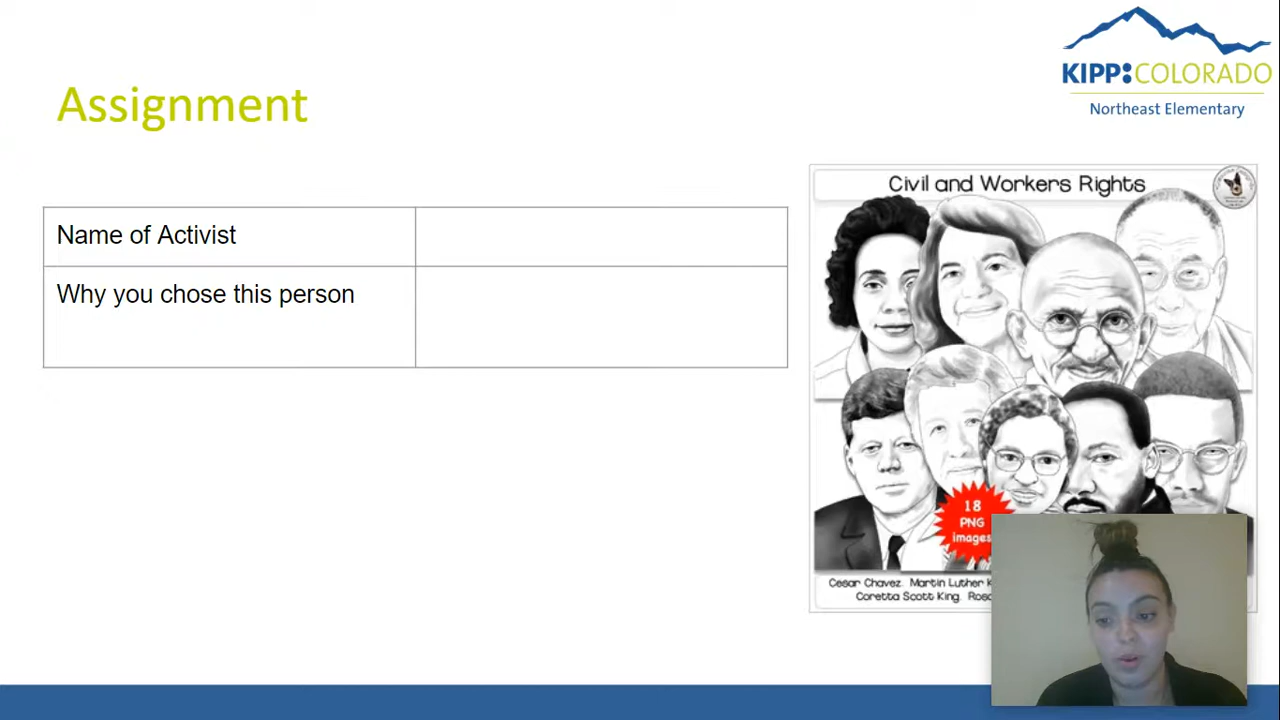 KIPP:COLORADO
Northeast Elementary
Assignment
Name of Activist
Why you chose this person
Civil and Workers Rights
18
PNG
images
Cesar Chavez. Martin Luther
Coretta Scott King.